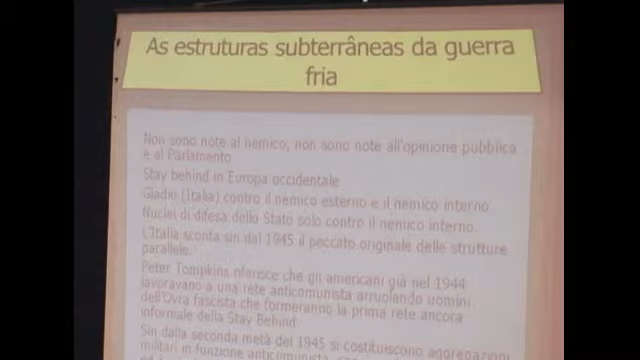 As estruturas subterrâneas da guerra
fria
Non sono note al nemico, non sono note all'opinione pubblica
e al Parlamento
Stay behind in Europa occidentale
Gladio (Italia) contro il nemico esterno e il nemico interno
Nuclei di difesa dello Stato solo contro il nemico interno.
L'Italia sconta sin dal 1945 il peccato originale delle strutture
parallele.
Peter Tompkins riferisce che gli americani già nel 1944
lavoravano a una rete anticomunista arruolando uomini
dell'Ovra fascista che formeranno la prima rete ancora
informale della Stay Behind
Sin dalla seconda metà del 1945 si costituiscono aggregazioni
militari in funzione anticomunista,